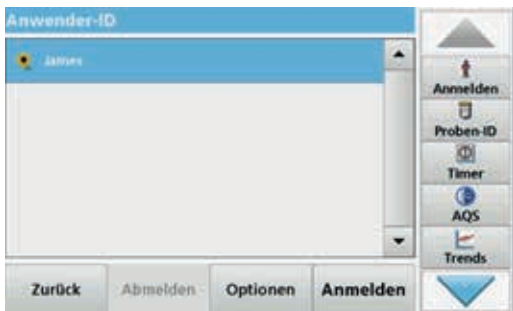 Anwender-ID
James
Zurück
Abmelden
Optionen
Anmelden
Anmelden
Proben-ID
Timer
AQS
Trends